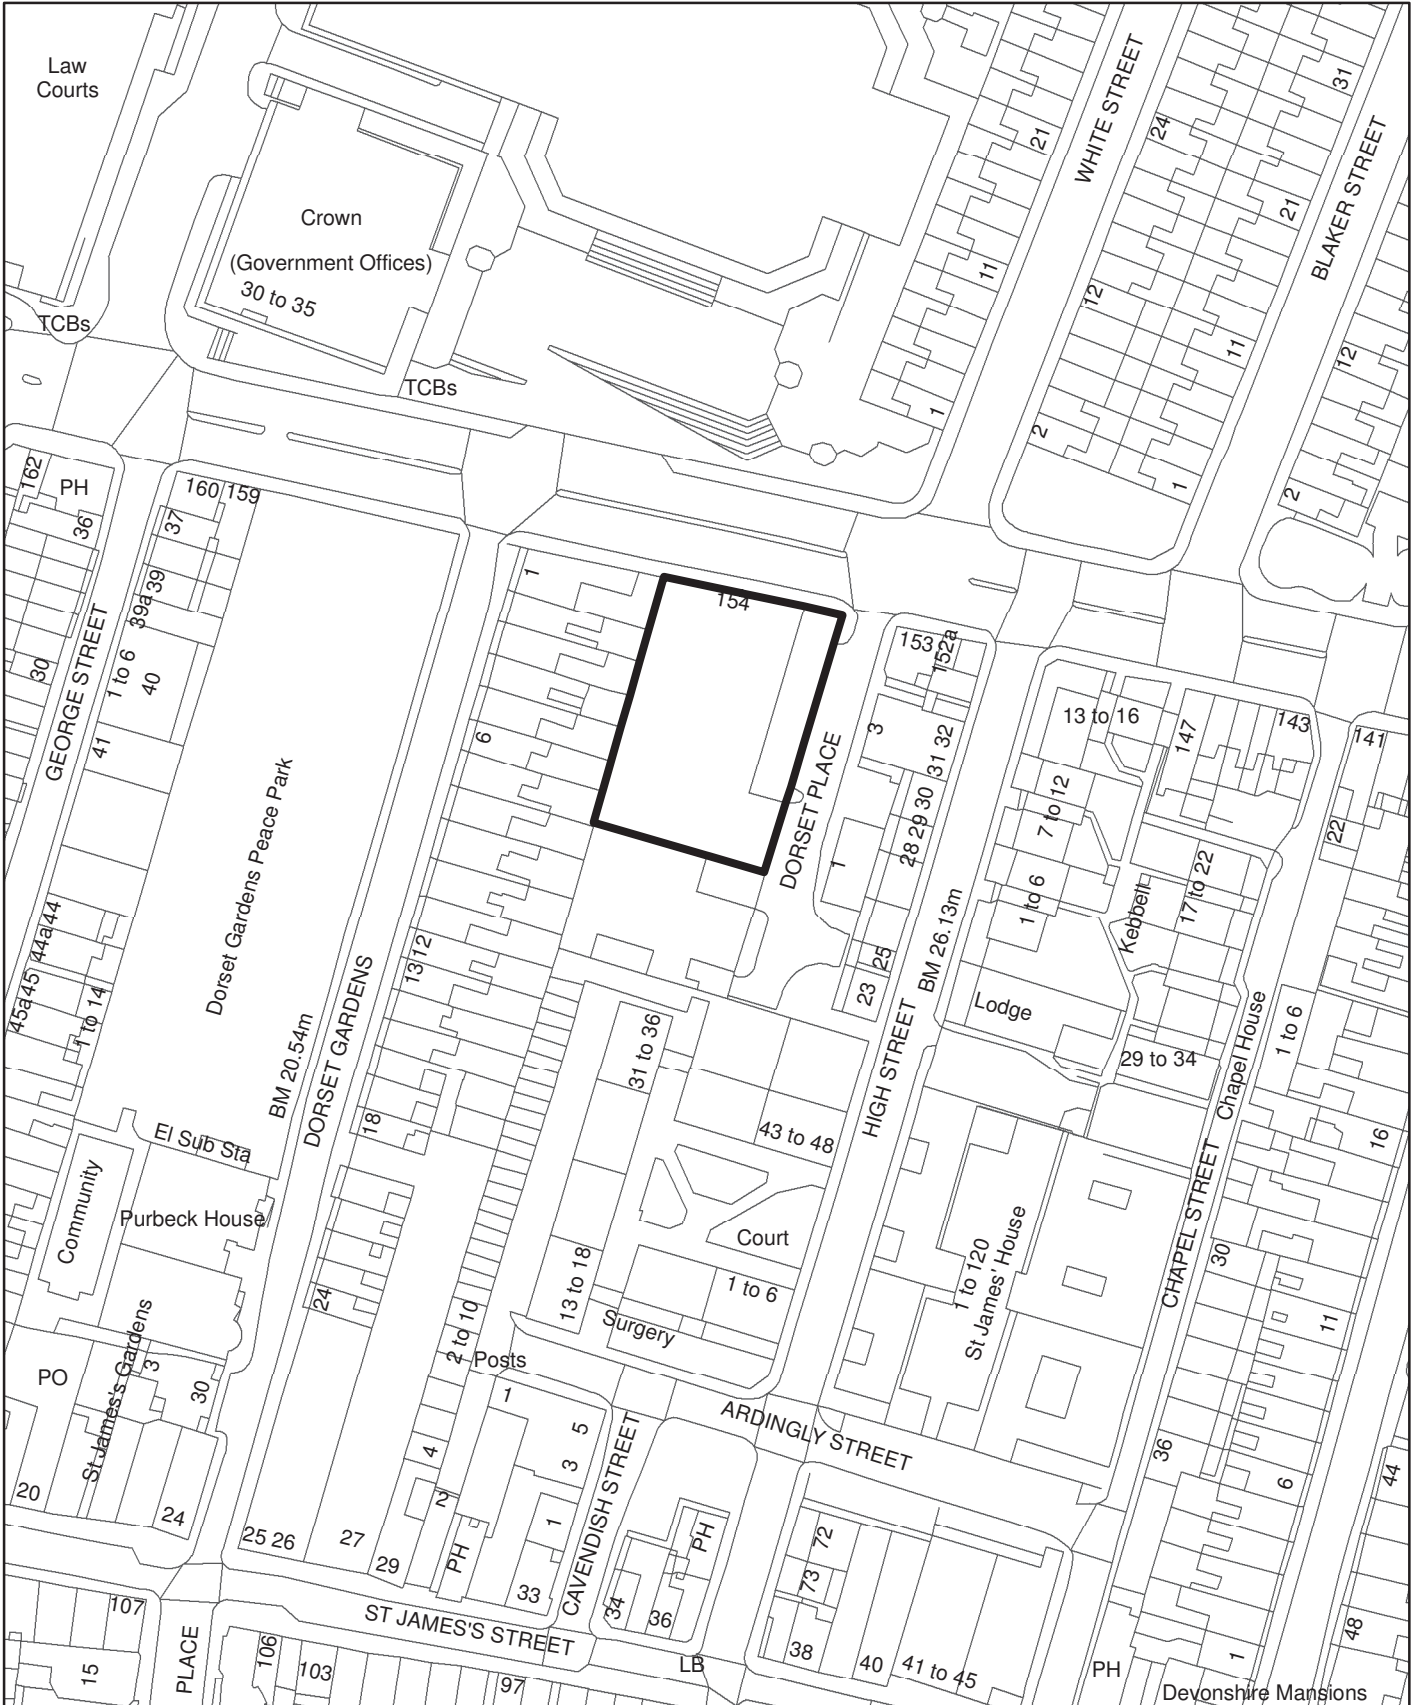 Law
Courts
WHITE STREET
31
21
24
BLAKER STREET
Crown
21
(Government Offices)
11
30 to 35
12
TCBs
11
12
TCBs
1
2
162
PH
160
159
1
2
36
37
1
154
39
39a
153
152a
GEORGE STREET
30
1 to 6
40
13 to 16
147
143
141
3
32
31
6
41
DORSET PLACE
7 to 12
30
29
28
22
1
Dorset Gardens Peace Park
17 to 22
1 to 6
44
44a
Kebbell
BM 26.13m
12
13
25
45
45a
23
1 to 14
Lodge
DORSET GARDENS
BM 20.54m
31 to 36
HIGH STREET
1 to 6
29 to 34
Chapel House
18
El Sub Sta
43 to 48
16
Community
Purbeck House
Court
CHAPEL STREET
30
1 to 120
St James' House
24
13 to 18
1 to 6
Surgery
11
2 to 10
Posts
PO
St James's Gardens
3
30
1
5
3
ARDINGLY STREET
4
36
6
44
20
24
2
CAVENDISH STREET
25
26
27
29
PH
1
PH
72
73
33
34
36
107
ST JAMES'S STREET
38
40
41 to 45
48
PLACE
106
103
97
15
LB
PH
1
Devonshire Mansions